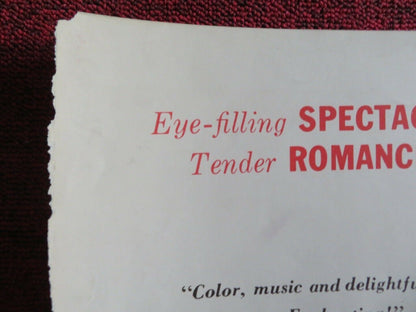 Eye-filling SPECTAC
Tender ROMANC
“Color, music and delightfu